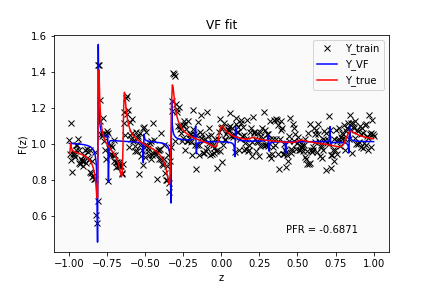 VF fit
Y_train
Y_VF
Y_true
F(z)
1.6
1.4
1.2
1.0
0.8
0.6
PFR = -0.6871
−1.00 −0.75 −0.50 −0.25 0.00 0.25 0.50 0.75 1.00
z